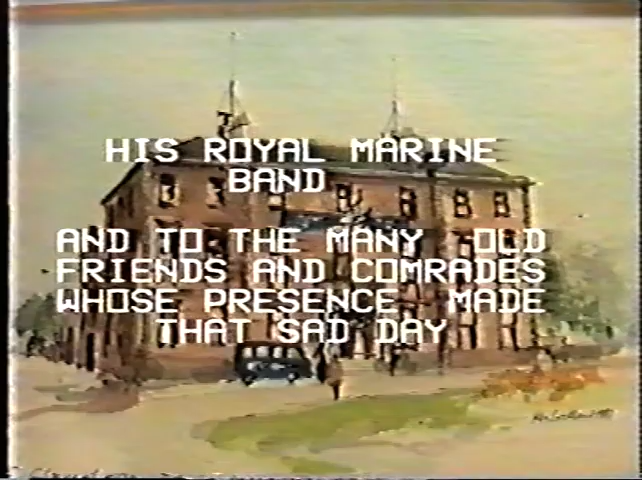 HIS ROYAL MARINE
BAND
AND TO THE MANY OLD
FRIENDS AND COMRADES
WHOSE PRESENCE MADE
THAT SAD DAY